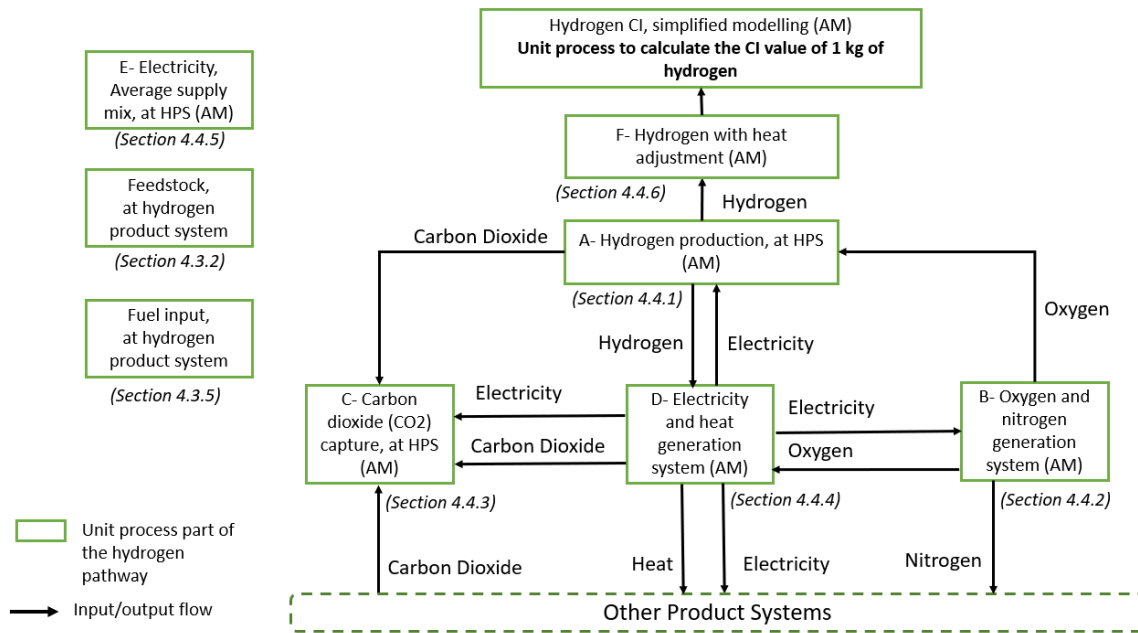 Hydrogen CI, simplified modelling (AM)
Unit process to calculate the CI value of 1 kg of
hydrogen
E- Electricity,
Average supply
mix, at HPS (AM)
(Section 4.4.5)
F- Hydrogen with heat
adjustment (AM)
(Section 4.4.6)
Hydrogen
Feedstock,
at hydrogen
product system
(Section 4.3.2)
Carbon Dioxide
A- Hydrogen production, at HPS
(AM)
(Section 4.4.1)
Oxygen
Fuel input,
at hydrogen
product system
(Section 4.3.5)
Hydrogen
Electricity
C- Carbon
dioxide (CO2)
capture, at HPS
(AM)
(Section 4.4.3)
Electricity
Carbon Dioxide
D- Electricity
and heat
generation
system (AM)
(Section 4.4.4)
Electricity
Oxygen
B- Oxygen and
nitrogen
generation
system (AM)
(Section 4.4.2)
Unit process part of
the hydrogen
pathway
Input/output flow
Carbon Dioxide
Heat
Electricity
Nitrogen
Other Product Systems